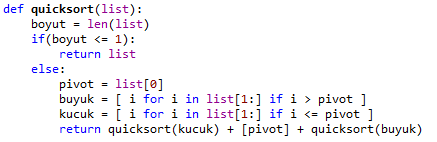 def quicksort(list):
    boyut = len(list)
    if(boyut <= 1):
        return list
    else:
        pivot = list[0]
        buyuk = [ i for i in list[1:] if i > pivot ]
        kucuk = [ i for i in list[1:] if i <= pivot ]
        return quicksort(kucuk) + [pivot] + quicksort(buyuk)